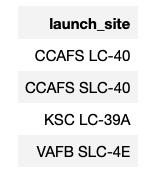 launch_site
CCAFS LC-40
CCAFS SLC-40
KSC LC-39A
VAFB SLC-4E